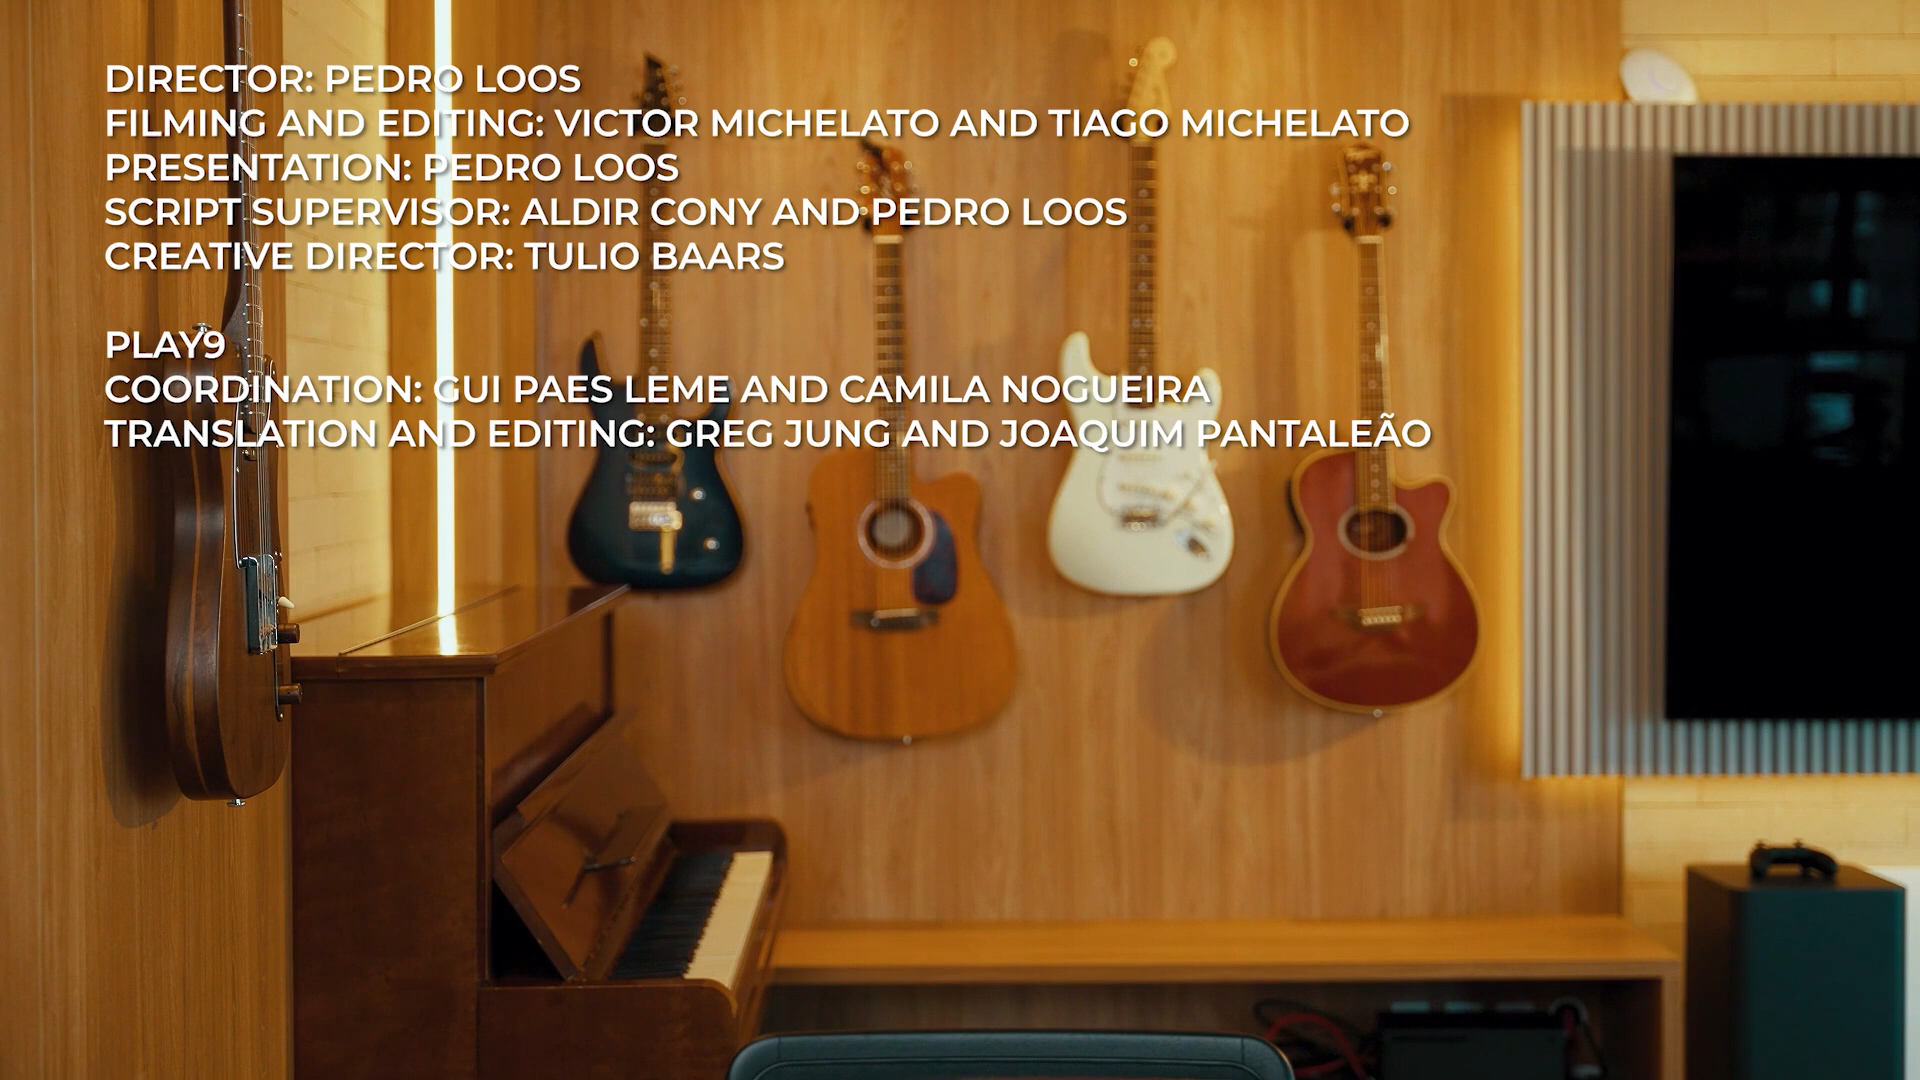 DIRECTOR: PEDRO LOOS
FILMING AND EDITING: VICTOR MICHELATO AND TIAGO MICHELATO
PRESENTATION: PEDRO LOOS
SCRIPT SUPERVISOR: ALDIR CONY AND PEDRO LOOS
CREATIVE DIRECTOR: TULIO BAARS
PLAY9
COORDINATION: GUI PAES LEME AND CAMILA NOGUEIRA
TRANSLATION AND EDITING: GREG JUNG AND JOAQUIM PANTALEÃO